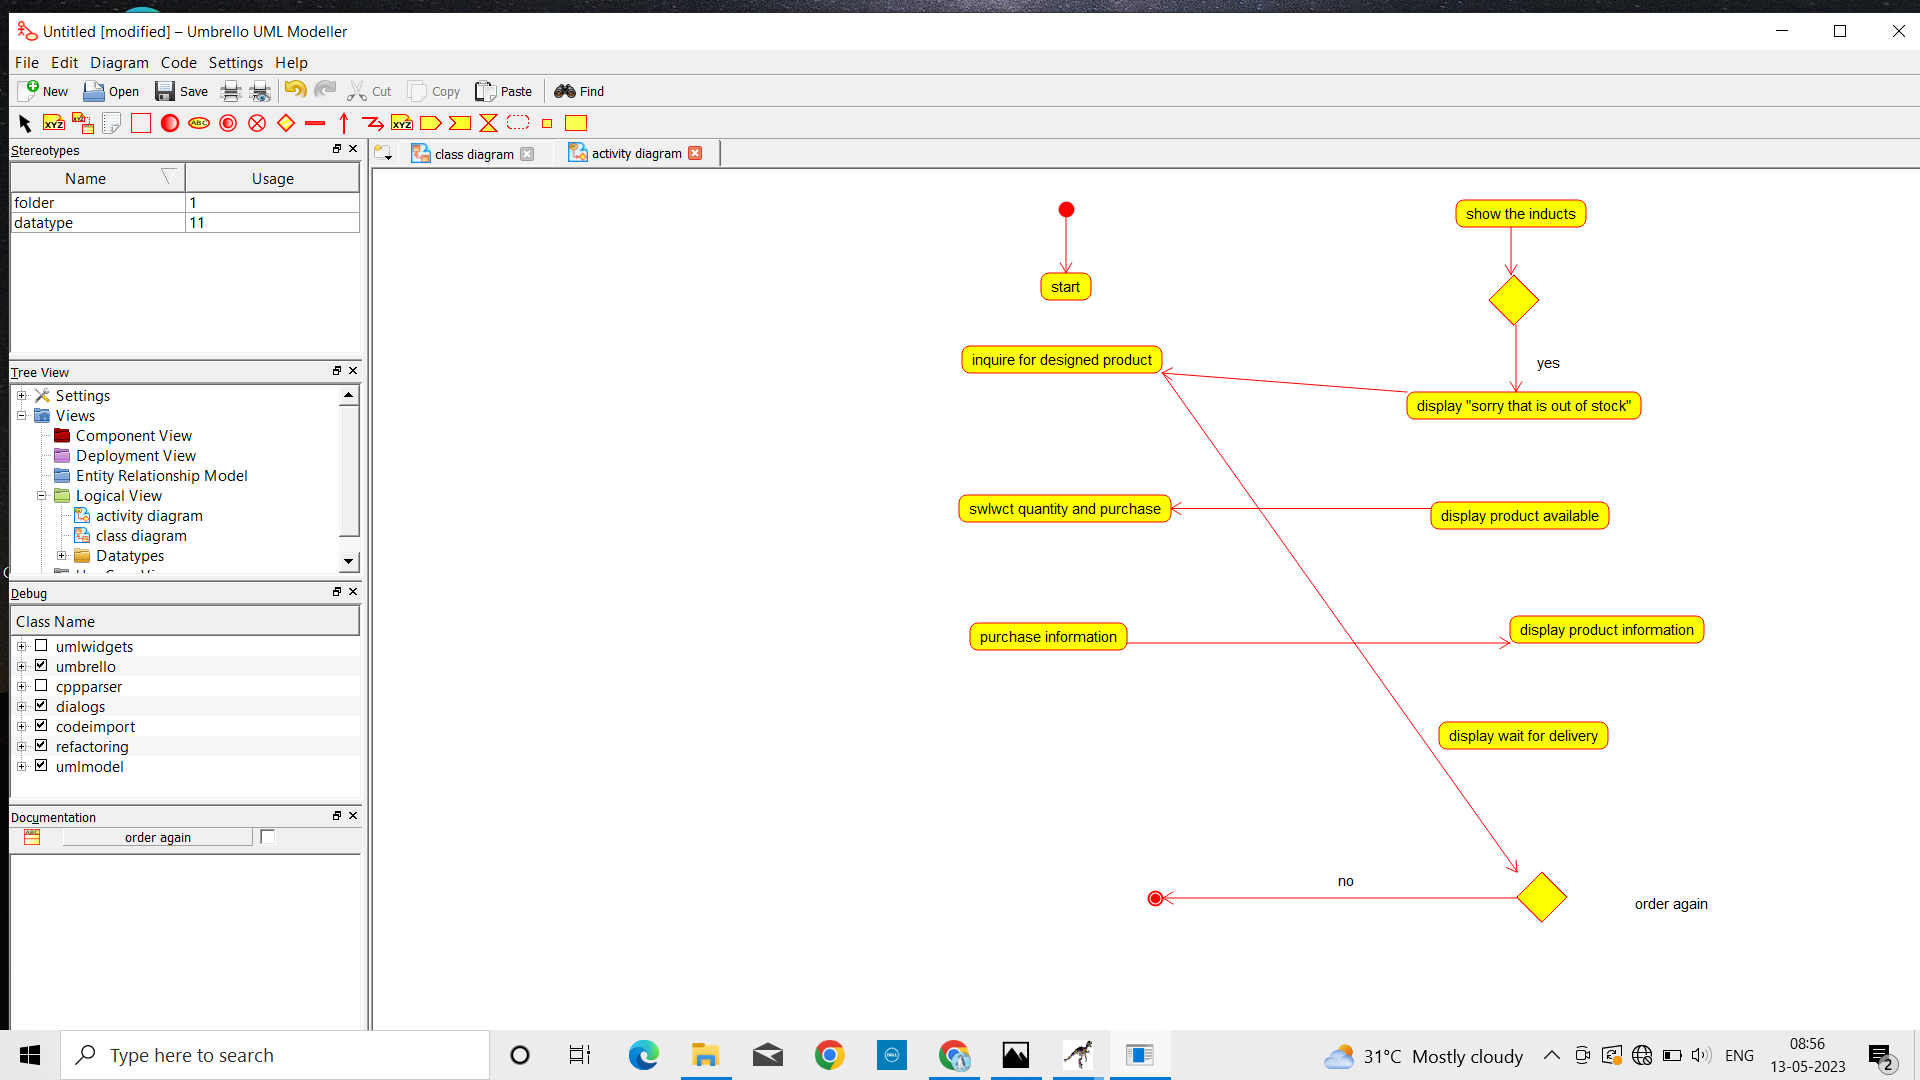 Untitled [modified] – Umbrello UML Modeller
File Edit Diagram Code Settings Help
New Open Save Cut Copy Paste Find
Stereotypes
Name Usage
folder 1
datatype 11
Tree View
Settings
Views
Component View
Deployment View
Entity Relationship Model
Logical View
activity diagram
class diagram
Datatypes
Debug
Class Name
umlwidgets
umbrello
cppparser
dialogs
codeimport
refactoring
umlmodel
Documentation
order again
class diagram activity diagram
show the inducts
start
inquire for designed product
yes
display "sorry that is out of stock"
swlwct quantity and purchase
display product available
purchase information
display product information
display wait for delivery
no
order again
Type here to search
31°C Mostly cloudy
ENG
08:56
13-05-2023
2